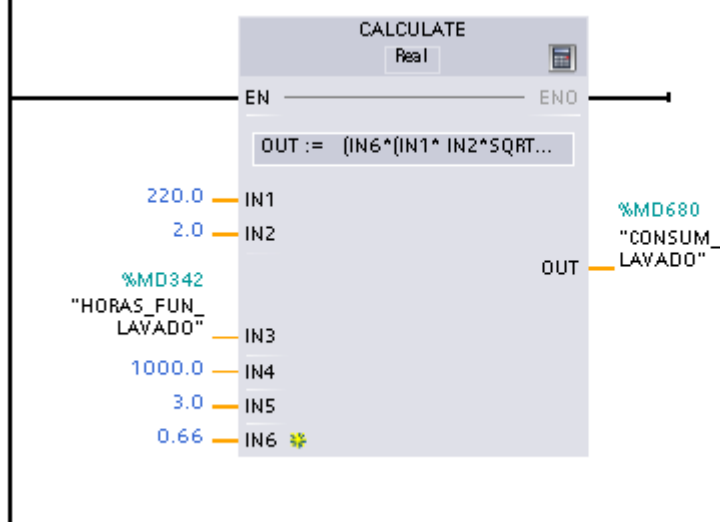 CALCULATE
Real
EN
ENO
OUT := (IN6*(IN1* IN2*SQRT...
220.0
IN1
2.0
IN2
%MD680
"CONSUM_
LAVADO"
OUT
%MD342
"HORAS_FUN_
LAVADO"
IN3
1000.0
IN4
3.0
IN5
0.66
IN6